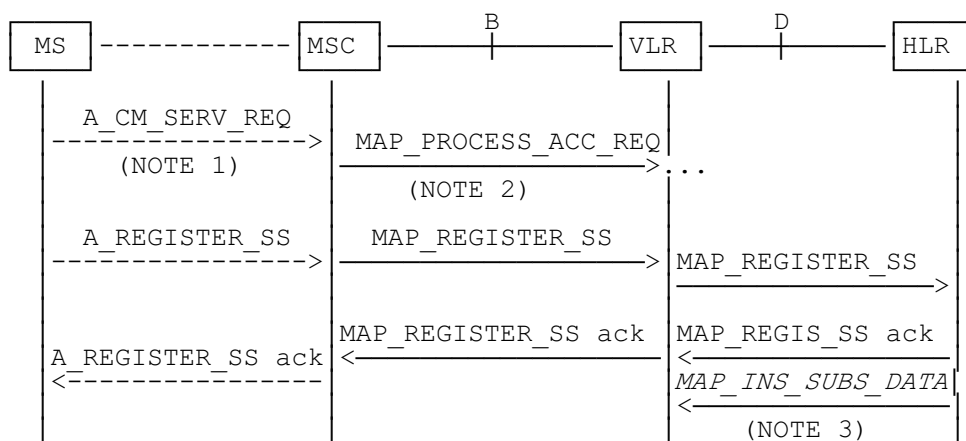 B D
MS MSC VLR HLR
A_CM_SERV_REQ
MAP_PROCESS_ACC_REQ
(NOTE 1)
...
(NOTE 2)
A_REGISTER_SS MAP_REGISTER_SS
MAP_REGISTER_SS
MAP_REGISTER_SS ack MAP_REGIS_SS ack
A_REGISTER_SS ack
MAP_INS_SUBS_DATA
(NOTE 3)